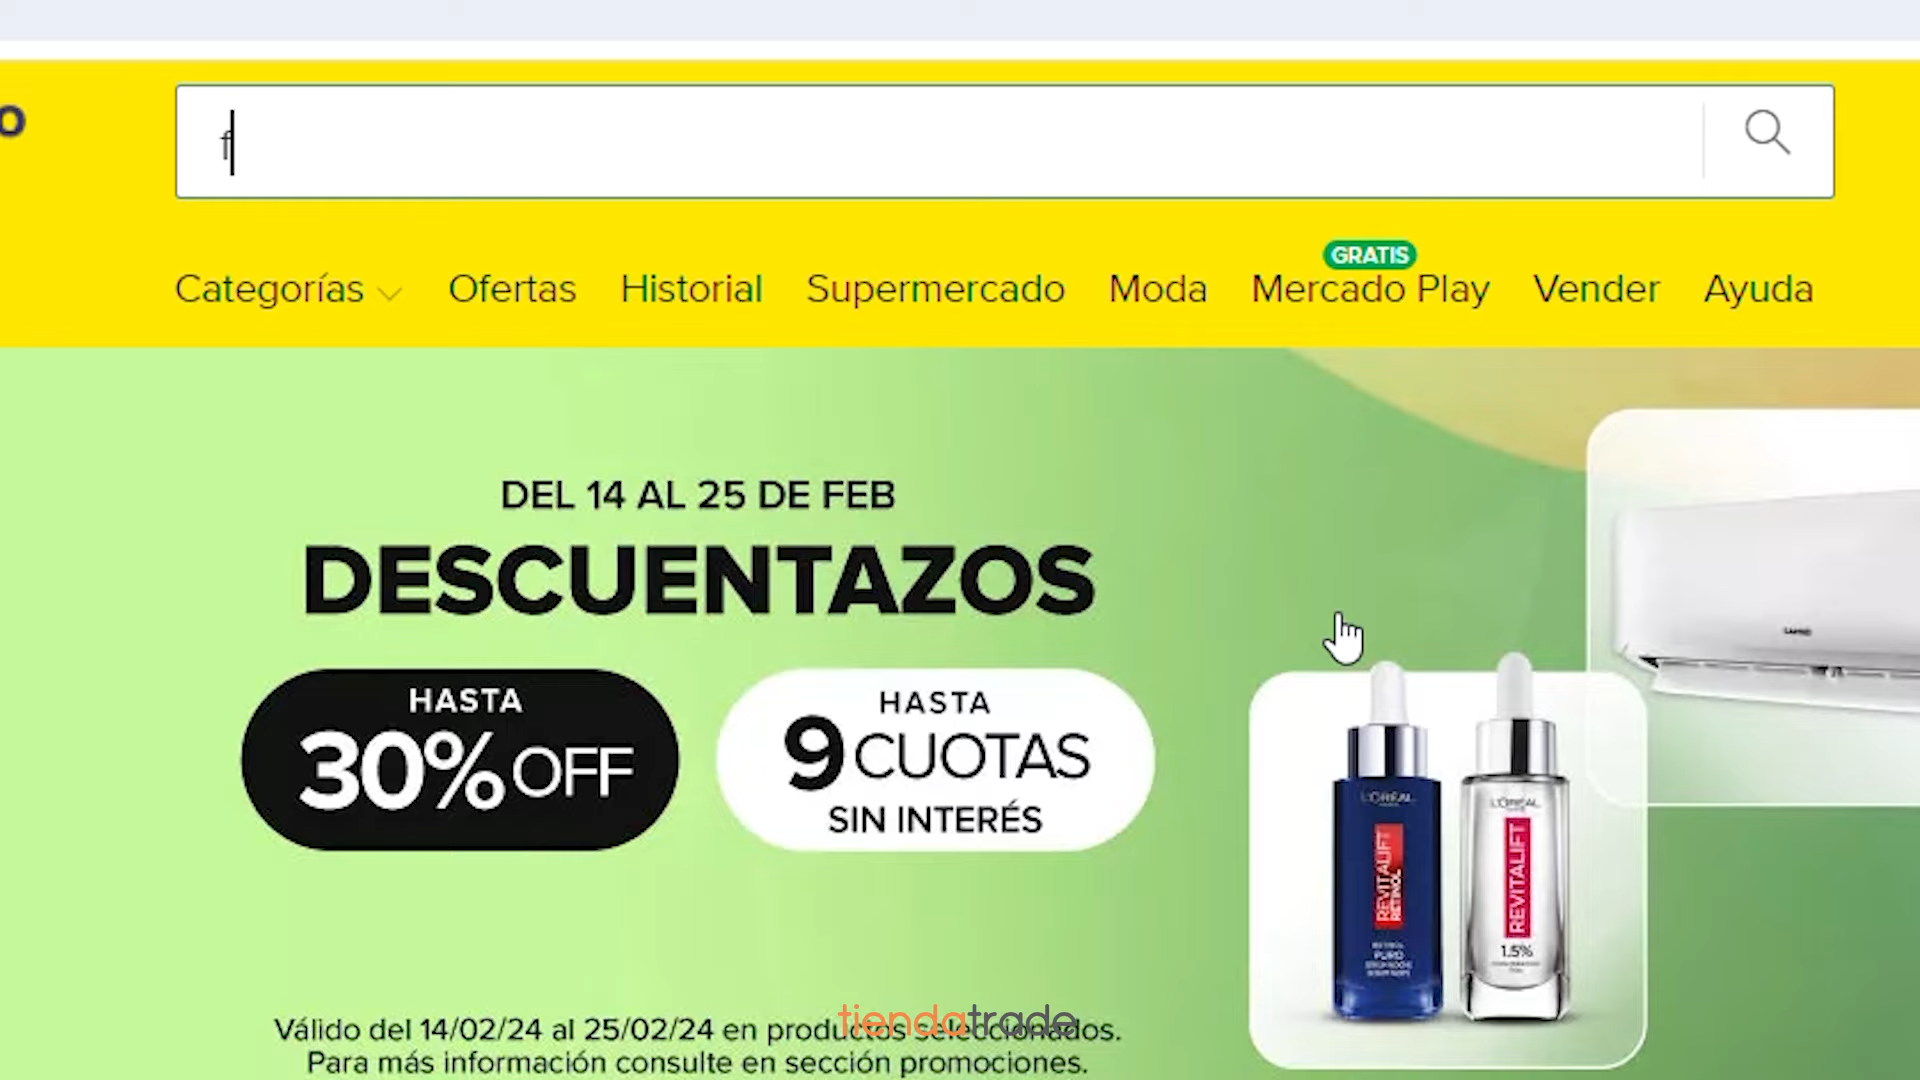 o
f
GRATIS
Categorías Ofertas Historial Supermercado Moda Mercado Play Vender Ayuda
DEL 14 AL 25 DE FEB
DESCUENTAZOS
HASTA
30% OFF
HASTA
9 CUOTAS
SIN INTERÉS
L'ORÉAL
REVITALIFT
RETINOL
PURO
L'ORÉAL
REVITALIFT
1.5%
Válido del 14/02/24 al 25/02/24 en productos seleccionados.
tiendatrade
Para más información consulte en sección promociones.